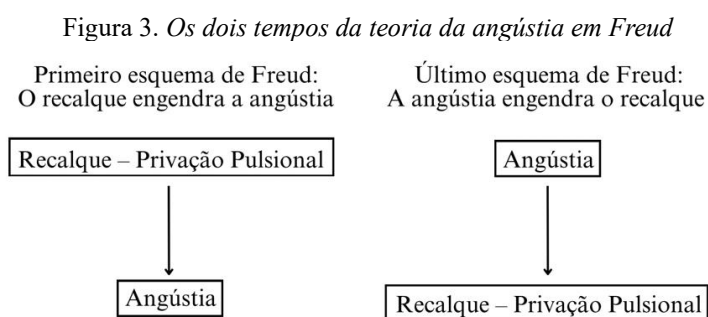 Figura 3. Os dois tempos da teoria da angústia em Freud
Primeiro esquema de Freud:
O recalque engendra a angústia
Recalque – Privação Pulsional
Angústia
Último esquema de Freud:
A angústia engendra o recalque
Angústia
Recalque – Privação Pulsional